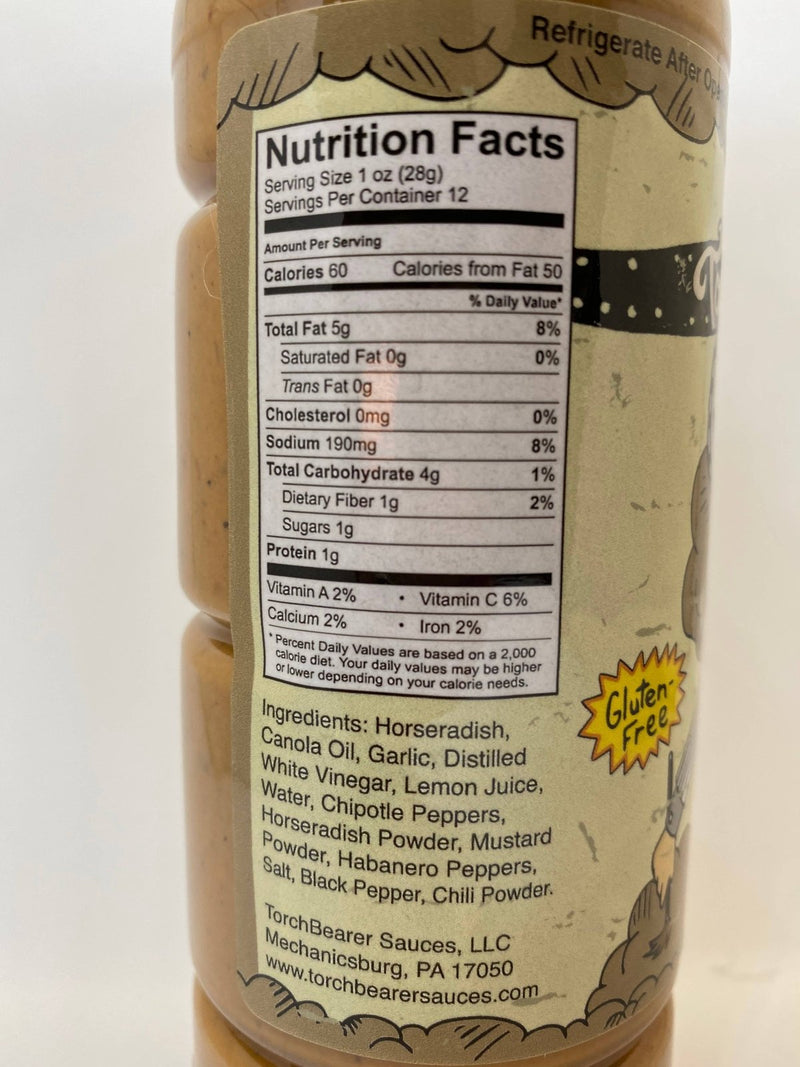 Refrigerate After
Nutrition Facts
Serving Size 1 oz (28g)
Servings Per Container 12
Amount Per Serving
Calories 60 Calories from Fat 50
% Daily Value*
Total Fat 5g 8%
Saturated Fat 0g 0%
Trans Fat 0g
Cholesterol 0mg 0%
Sodium 190mg 8%
Total Carbohydrate 4g 1%
Dietary Fiber 1g 2%
Sugars 1g
Protein 1g
Vitamin A 2% • Vitamin C 6%
Calcium 2% • Iron 2%
*Percent Daily Values are based on a 2,000
calorie diet. Your daily values may be higher
or lower depending on your calorie needs.
Gluten-
Free
Ingredients: Horseradish,
Canola Oil, Garlic, Distilled
White Vinegar, Lemon Juice,
Water, Chipotle Peppers,
Horseradish Powder, Mustard
Powder, Habanero Peppers,
Salt, Black Pepper, Chili Powder.
TorchBearer Sauces, LLC
Mechanicsburg, PA 17050
www.torchbearersauces.com